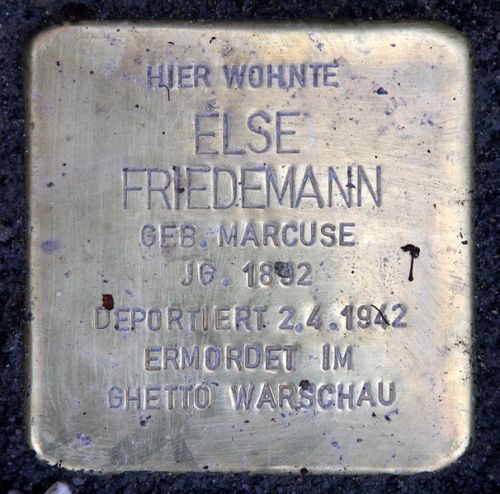 HIER WOHNTE
ELSE
FRIEDEMANN
GEB. MARCUSE
JG. 1892
DEPORTIERT 2.4.1942
ERMORDET IM
GHETTO WARSCHAU